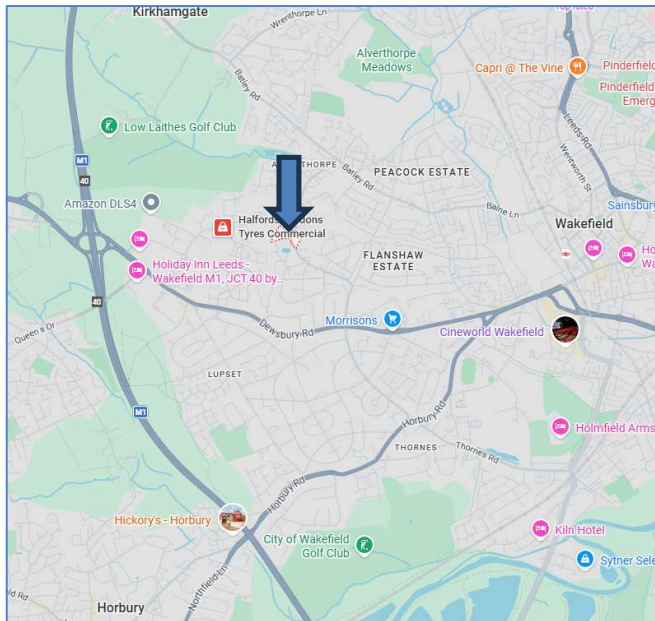 Kirkhamgate
Wrenthorpe Ln
Batley Rd
Alverthorpe
Meadows
Capri @ The Vine
Pinderfield
Pinderfield
Emerg
Leeds Rd
Wentworth St
Low Laithes Golf Club
M1
40
Batley Rd
PEACOCK ESTATE
Balne Ln
Sainsbury
Amazon DLS4
Halfords
Tyres Commercial
Wakefield
Ho
Wa
FLANSHAW
ESTATE
Holiday Inn Leeds -
Wakefield M1, JCT.40 by...
40
Queen's Dr
Dewsbury Rd
Morrisons
Cineworld Wakefield
LUPSET
M1
Horbury Rd
THORNES
Thornes Rd
Holmfield Arms
Horbury Rd
Hickory's - Horbury
City of Wakefield
Golf Club
Kiln Hotel
Sytner Sele
Northfield Ln
Horbury